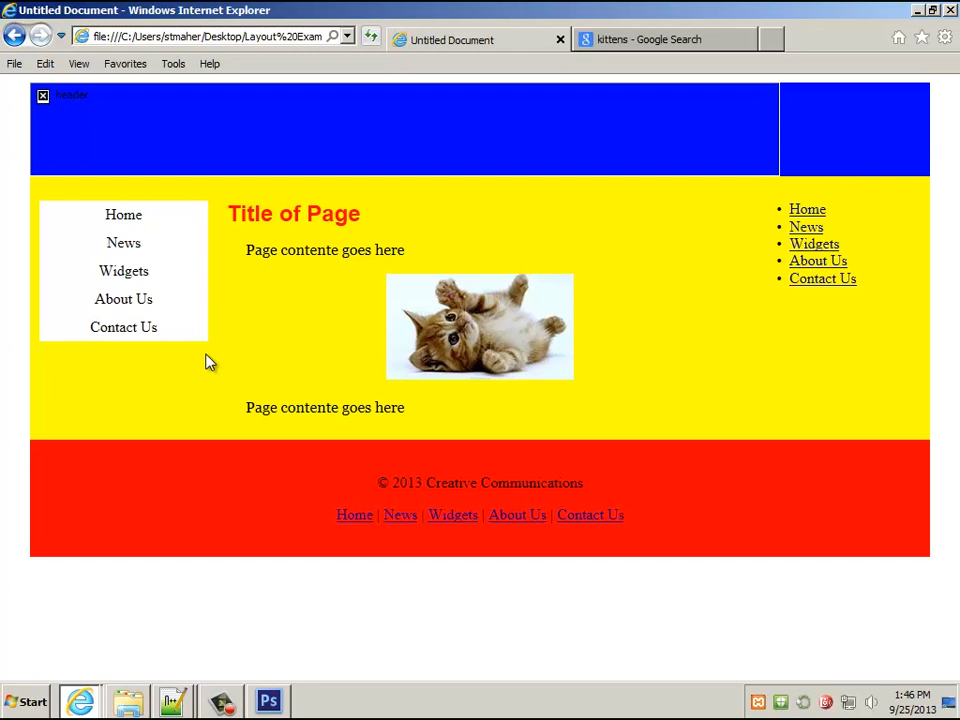 Untitled Document - Windows Internet Explorer
file:///C:/Users/stmaher/Desktop/Layout%20Exam
Untitled Document
kittens - Google Search
File Edit View Favorites Tools Help
header
Home
News
Widgets
About Us
Contact Us
Title of Page
Page contente goes here
Page contente goes here
• Home
• News
• Widgets
• About Us
• Contact Us
© 2013 Creative Communications
Home | News | Widgets | About Us | Contact Us
Start
Ps
1:46 PM
9/25/2013